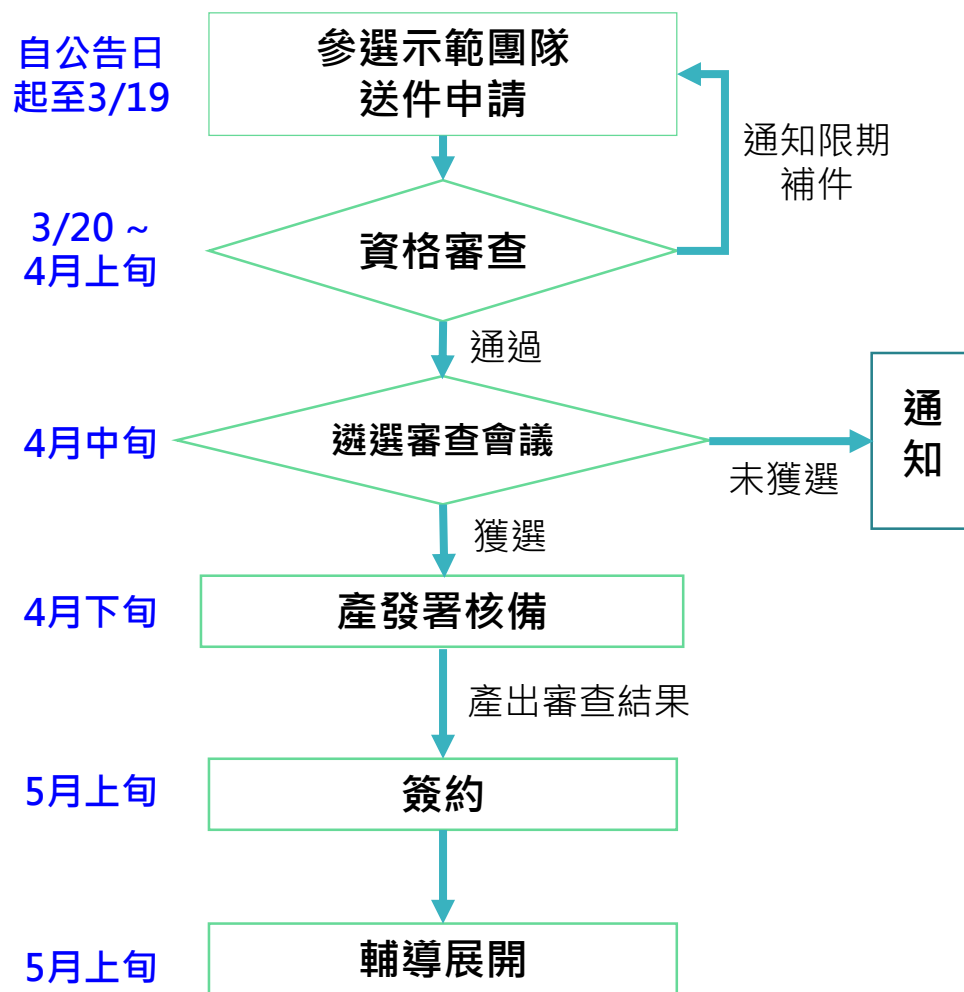 自公告日
起至3/19
參選示範團隊
送件申請
通知限期
補件
3/20 ~
4月上旬
資格審查
通過
4月中旬
遴選審查會議
未獲選
通
知
獲選
4月下旬
產發署核備
產出審查結果
5月上旬
簽約
5月上旬
輔導展開